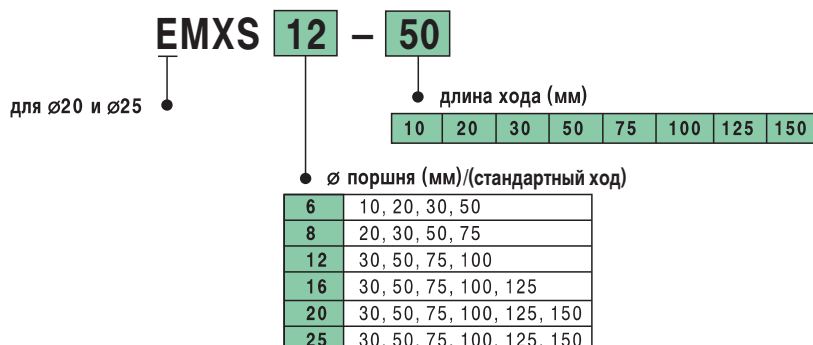 EMXS 12 – 50
для ø20 и ø25
длина хода (мм)
10 20 30 50 75 100 125 150
ø поршня (мм)/(стандартный ход)
6 10, 20, 30, 50
8 20, 30, 50, 75
12 30, 50, 75, 100
16 30, 50, 75, 100, 125
20 30, 50, 75, 100, 125, 150
25 30, 50, 75, 100, 125, 150